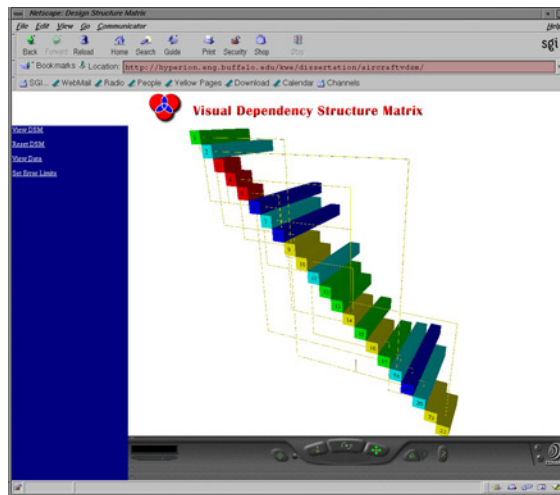 Netscape: Design Structure Matrix
File Edit View Go Communicator Help
Back Forward Reload Home Search Guide Print Security Shop Stop
sgi
Bookmarks Location: http://hyperion.eng.buffalo.edu/kwe/dissertation/aircraftvdsm/
SGI... WebMail Radio People Yellow Pages Download Calendar Channels
Visual Dependency Structure Matrix
View DSM
Reset DSM
View Data
Set Error Limits